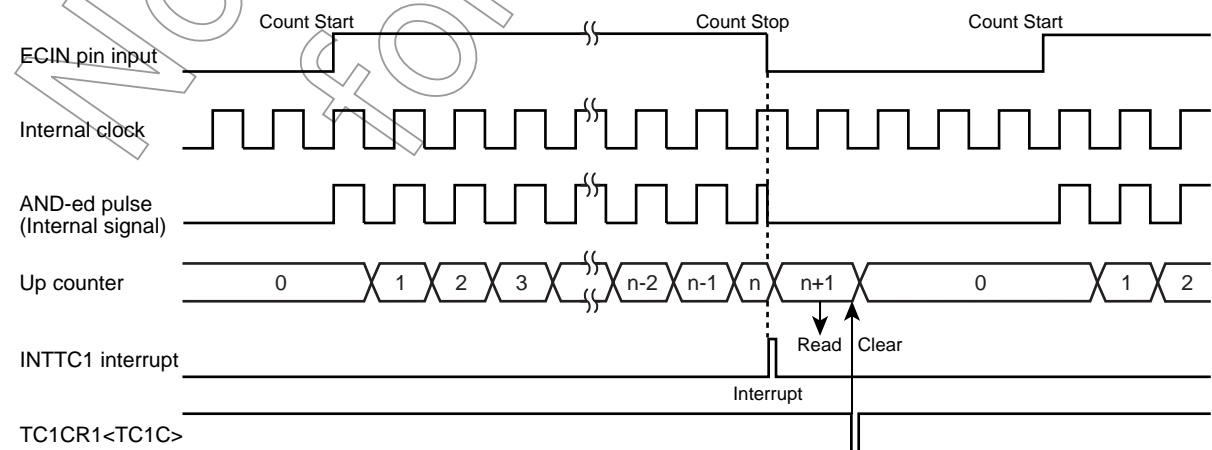 Count Start Count Stop Count Start
ECIN pin input
Internal clock
AND-ed pulse
(Internal signal)
Up counter 0 1 2 3 n-2 n-1 n n+1 0 1 2
Read Clear
INTTC1 interrupt
Interrupt
TC1CR1<TC1C>